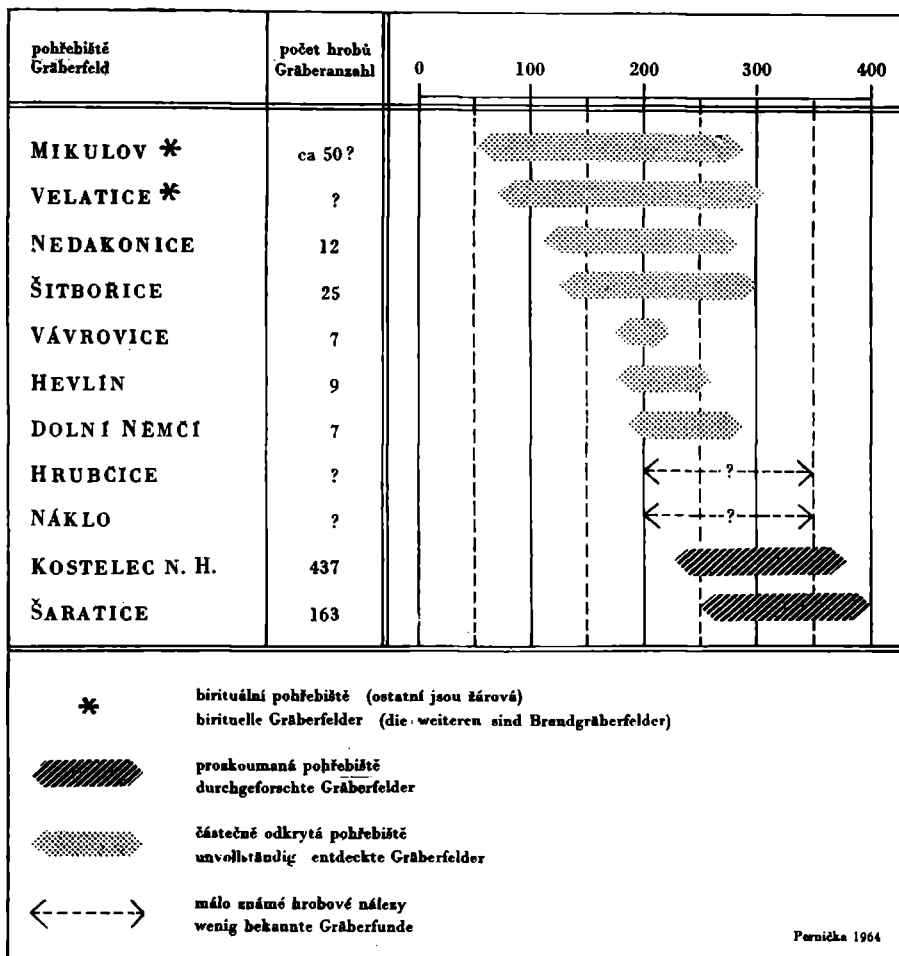 pohřebiště
Gräberfeld
počet hrobů
Gräberanzahl
0 100 200 300 400
MIKULOV * ca 50?
VELATICE * ?
NEDAKONICE 12
ŠITBOŘICE 25
VÁVROVICE 7
HEVLÍN 9
DOLNÍ NĚMČÍ 7
HRUBČICE ? ?
NÁKLO ? ?
KOSTELEC N. H. 437
ŠARATICE 163
* birituální pohřebiště (ostatní jsou žárová)
birituelle Gräberfelder (die weiteren sind Brandgräberfelder)
prozkoumaná pohřebiště
durchgeforschte Gräberfelder
částečně odkrytá pohřebiště
unvollständig entdeckte Gräberfelder
málo známé hrobové nálezy
wenig bekannte Gräberfunde
Pernička 1964